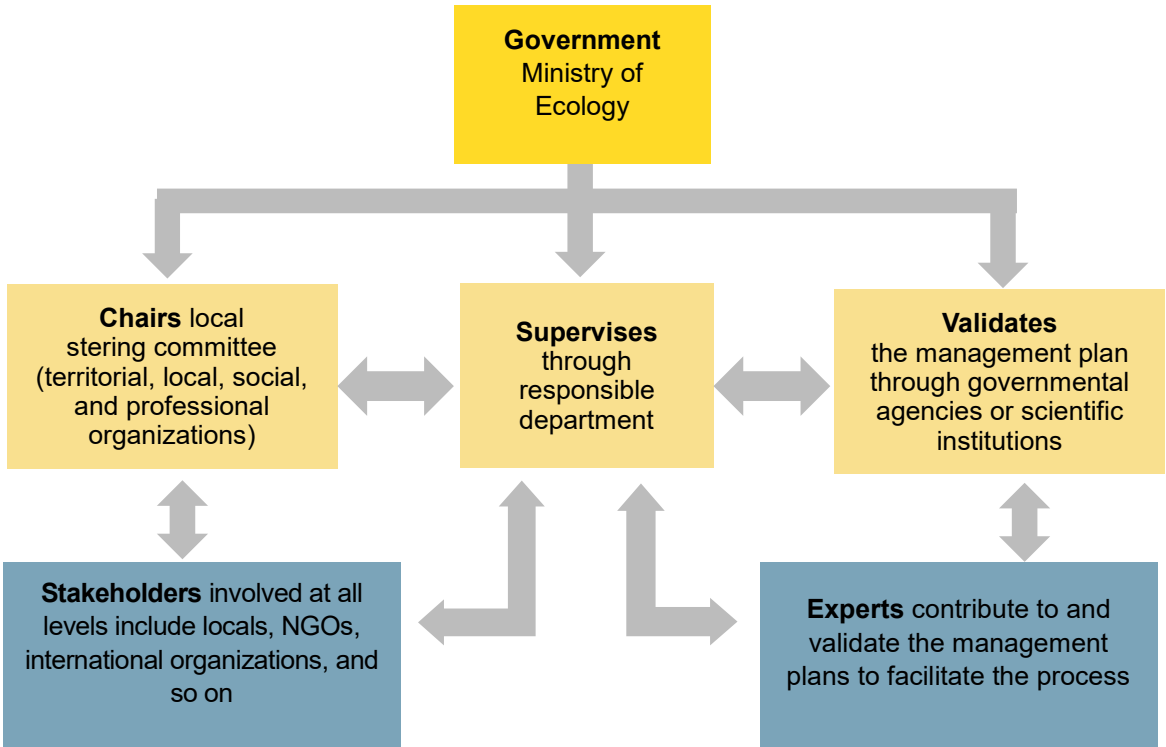 Government
Ministry of
Ecology
Chairs local
stering committee
(territorial, local, social,
and professional
organizations)
Supervises
through
responsible
department
Validates
the management plan
through governmental
agencies or scientific
institutions
Stakeholders involved at all
levels include locals, NGOs,
international organizations, and
so on
Experts contribute to and
validate the management
plans to facilitate the process